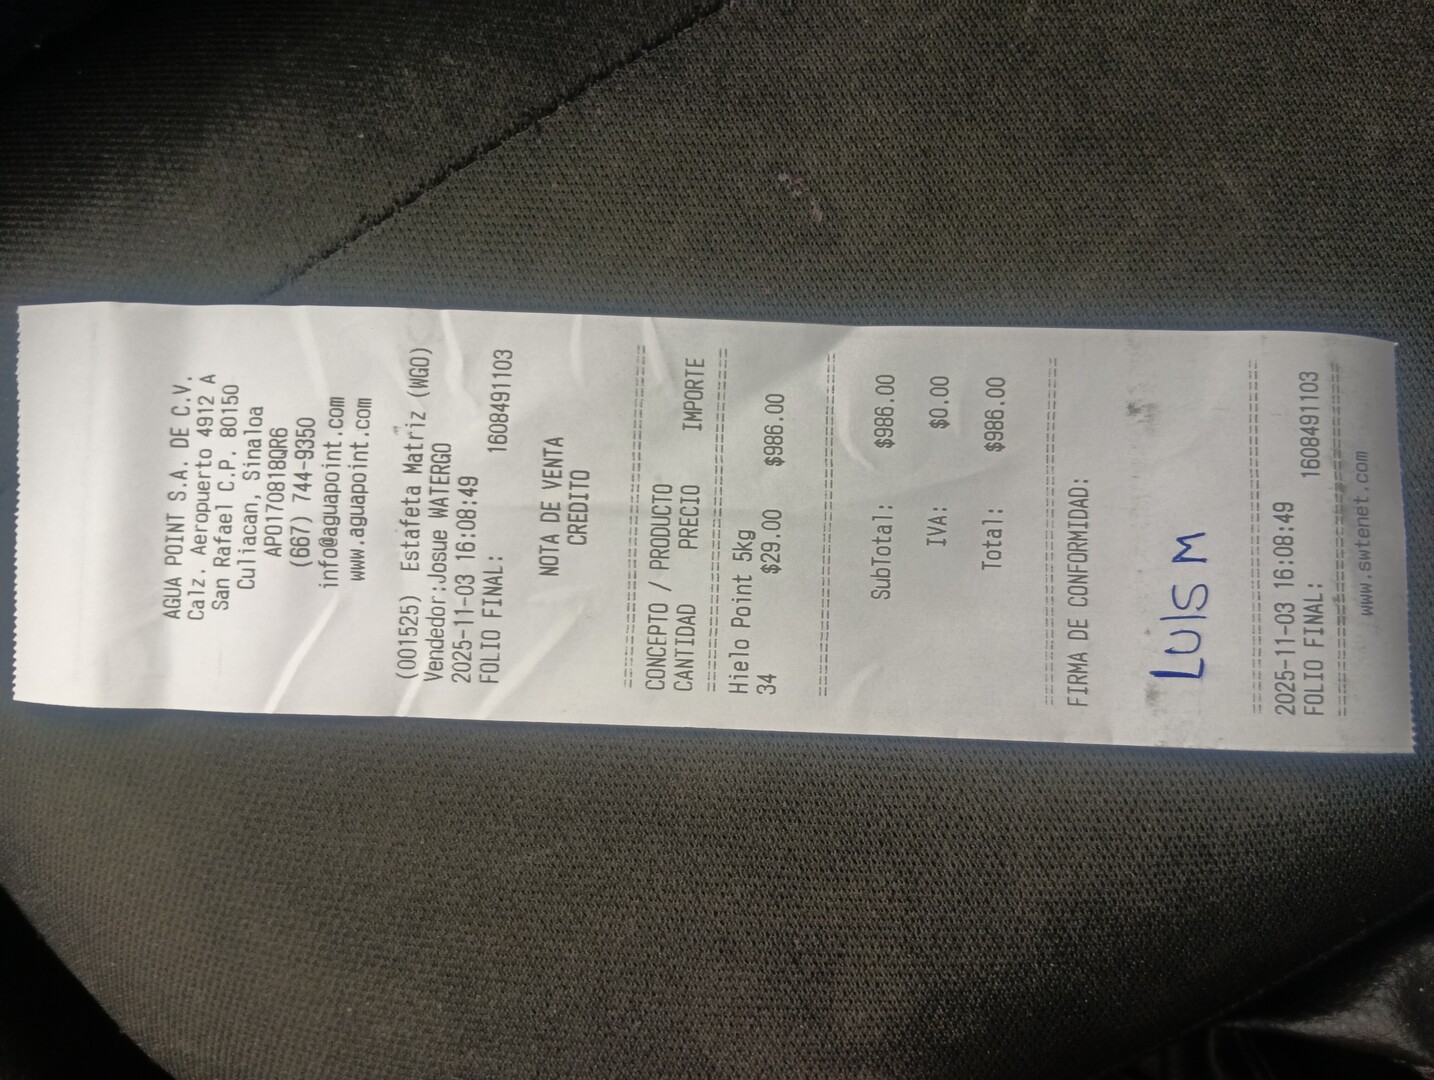 AGUA POINT S.A. DE C.V.
Calz. Aeropuerto 4912 A
San Rafael C.P. 80150
Culiacan, Sinaloa
APO170818QR6
(667) 744-9350
info@aguapoint.com
www.aguapoint.com
(001525) Estafeta Matriz (WGO)
Vendedor:Josue WATERGO
2025-11-03 16:08:49
FOLIO FINAL: 1608491103
NOTA DE VENTA
CREDITO
CONCEPTO / PRODUCTO
CANTIDAD PRECIO IMPORTE
Hielo Point 5kg
34 $29.00 $986.00
SubTotal: $986.00
IVA: $0.00
Total: $986.00
FIRMA DE CONFORMIDAD:
LUIS M
2025-11-03 16:08:49
FOLIO FINAL: 1608491103
www.swtenet.com